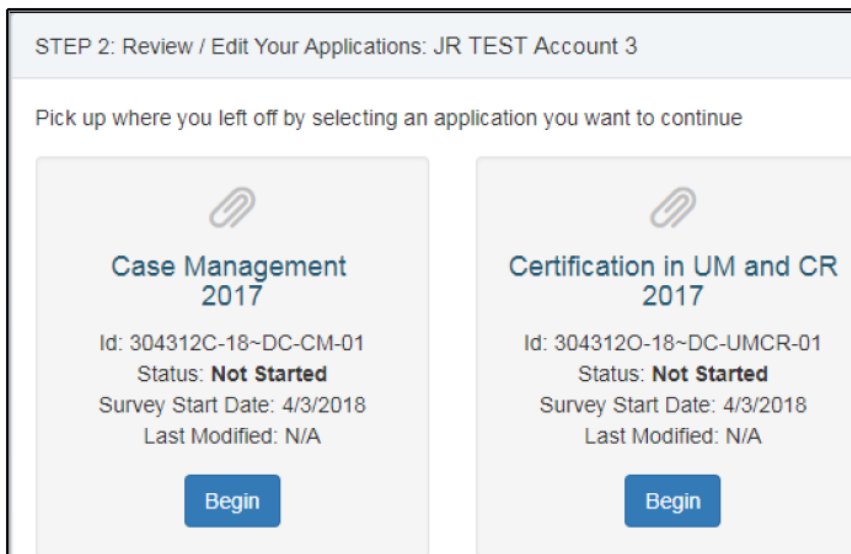 STEP 2: Review / Edit Your Applications: JR TEST Account 3
Pick up where you left off by selecting an application you want to continue
Case Management
2017
Id: 304312C-18~DC-CM-01
Status: Not Started
Survey Start Date: 4/3/2018
Last Modified: N/A
Begin
Certification in UM and CR
2017
Id: 304312O-18~DC-UMCR-01
Status: Not Started
Survey Start Date: 4/3/2018
Last Modified: N/A
Begin